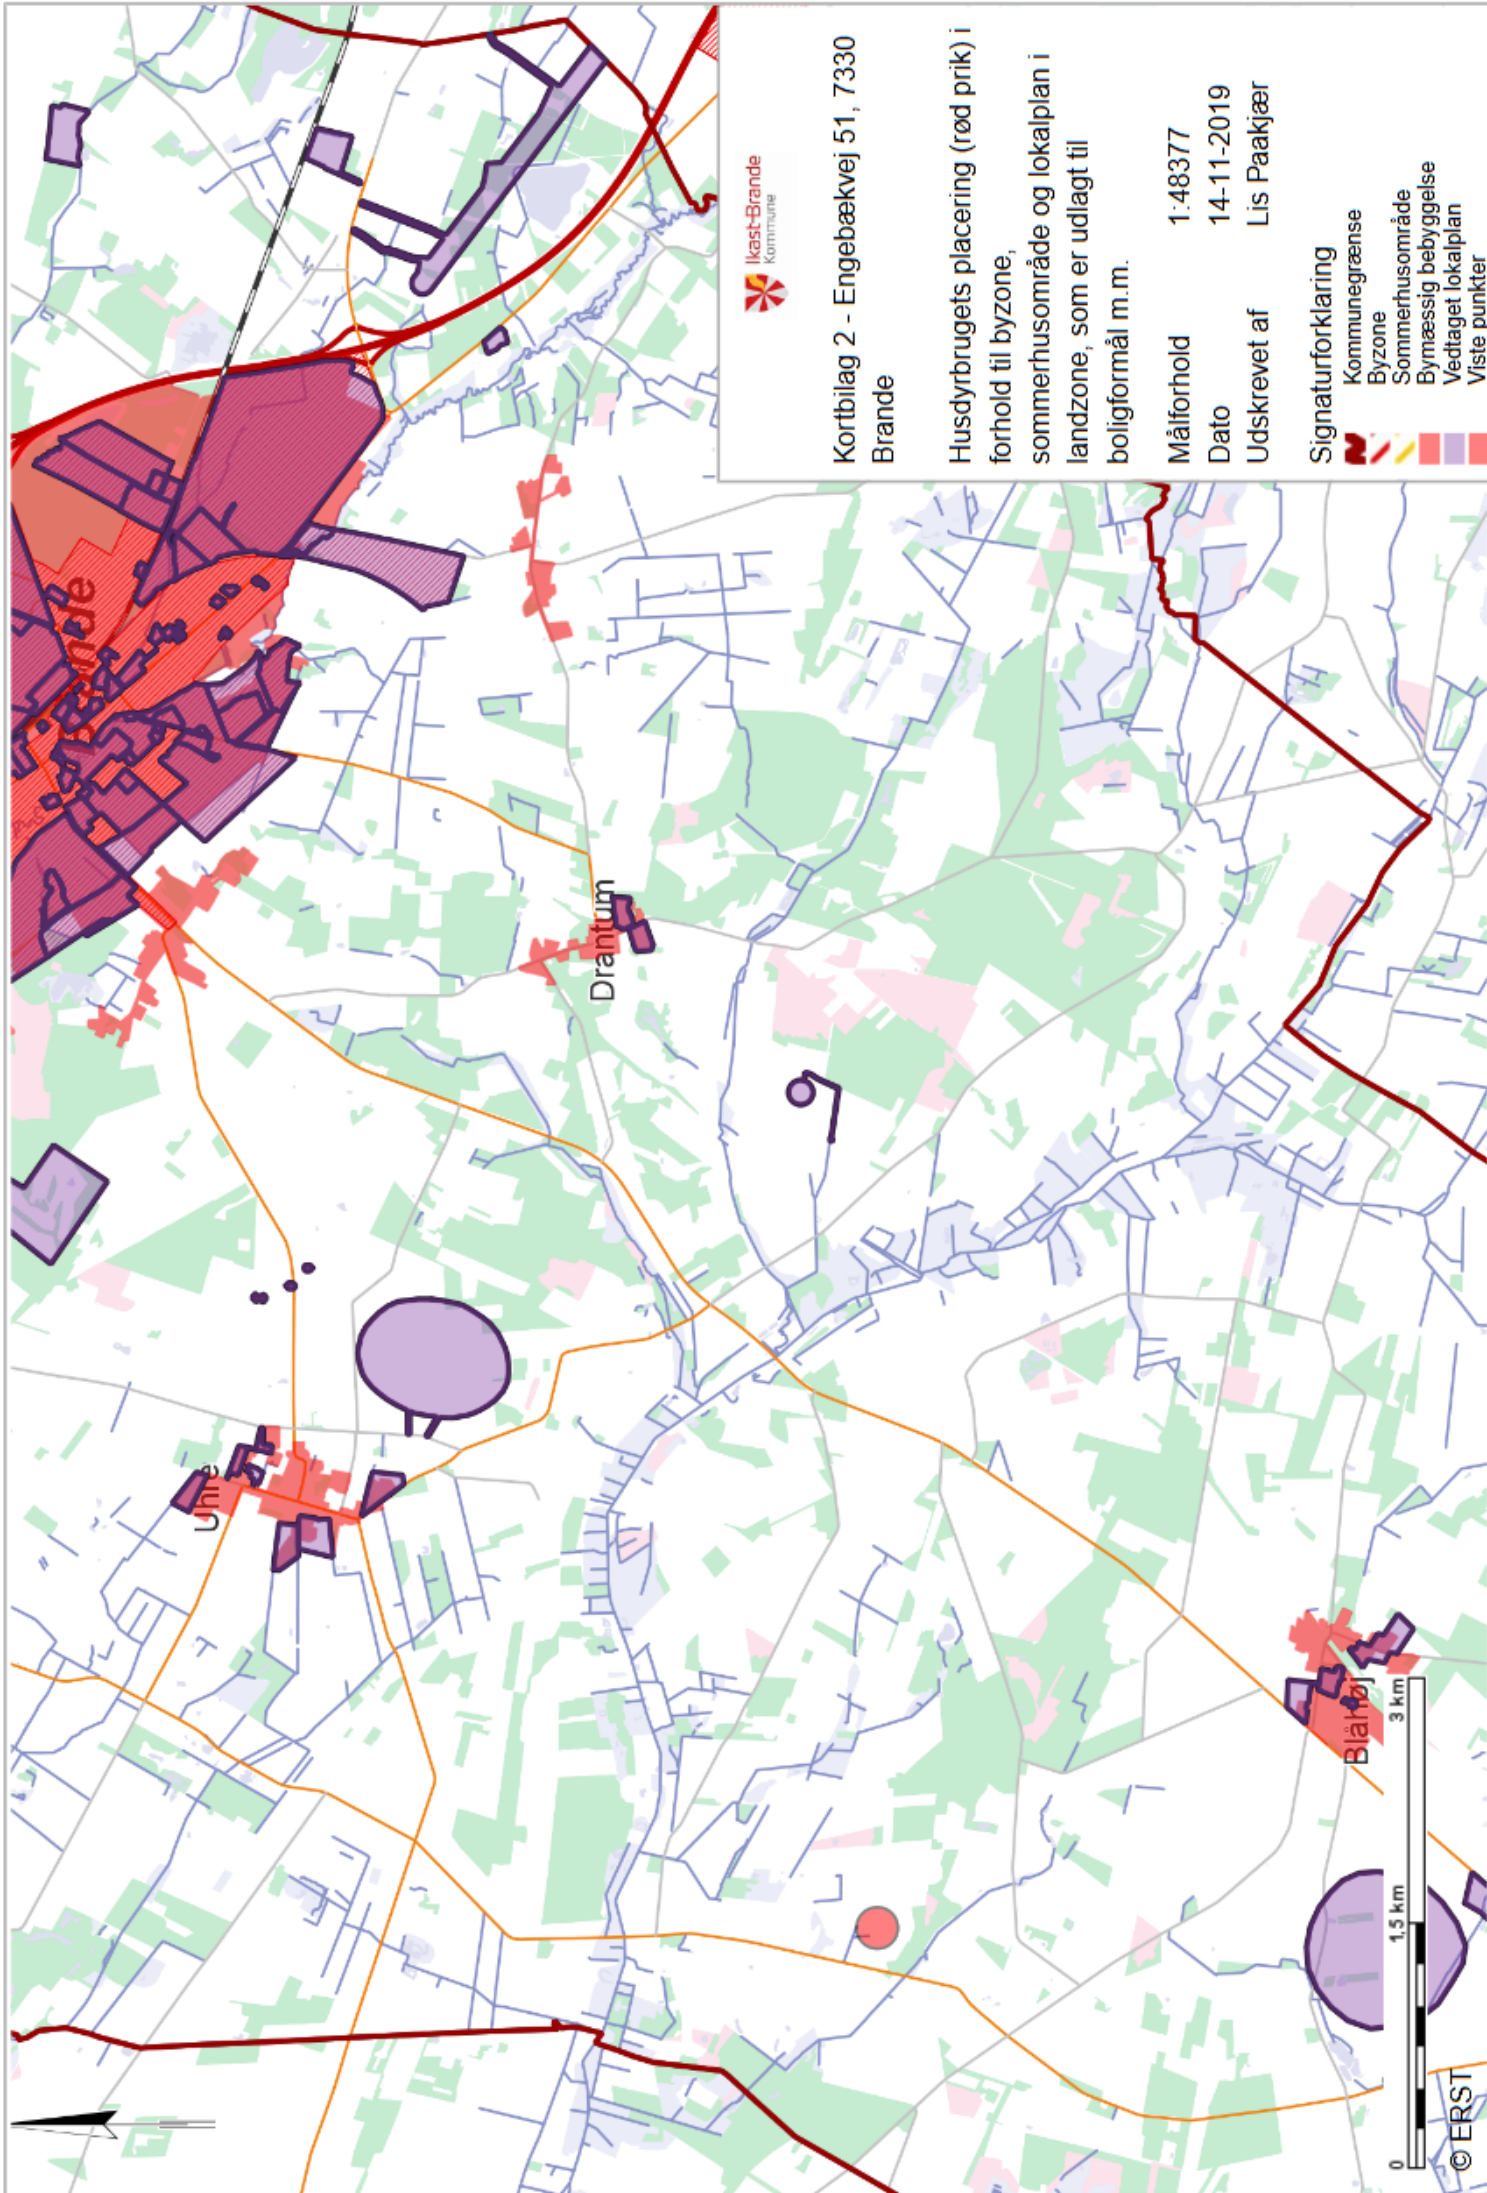 Ikast-Brande
Kommune
Kortbilag 2 - Engebækvej 51, 7330
Brande
Husdyrbrugets placering (rød prik) i
forhold til byzone,
sommerhusområde og lokalplan i
landzone, som er udlagt til
boligformål m.m.
Målforhold 1:48377
Dato 14-11-2019
Udskrevet af Lis Paakjær
Signaturforklaring
Kommunegrænse
Byzone
Sommerhusområde
Bymæssig bebyggelse
Vedtaget lokalplan
Viste punkter
Brande
Uhre
Drantum
Blåhøj
0 1,5 km 3 km
© ERST